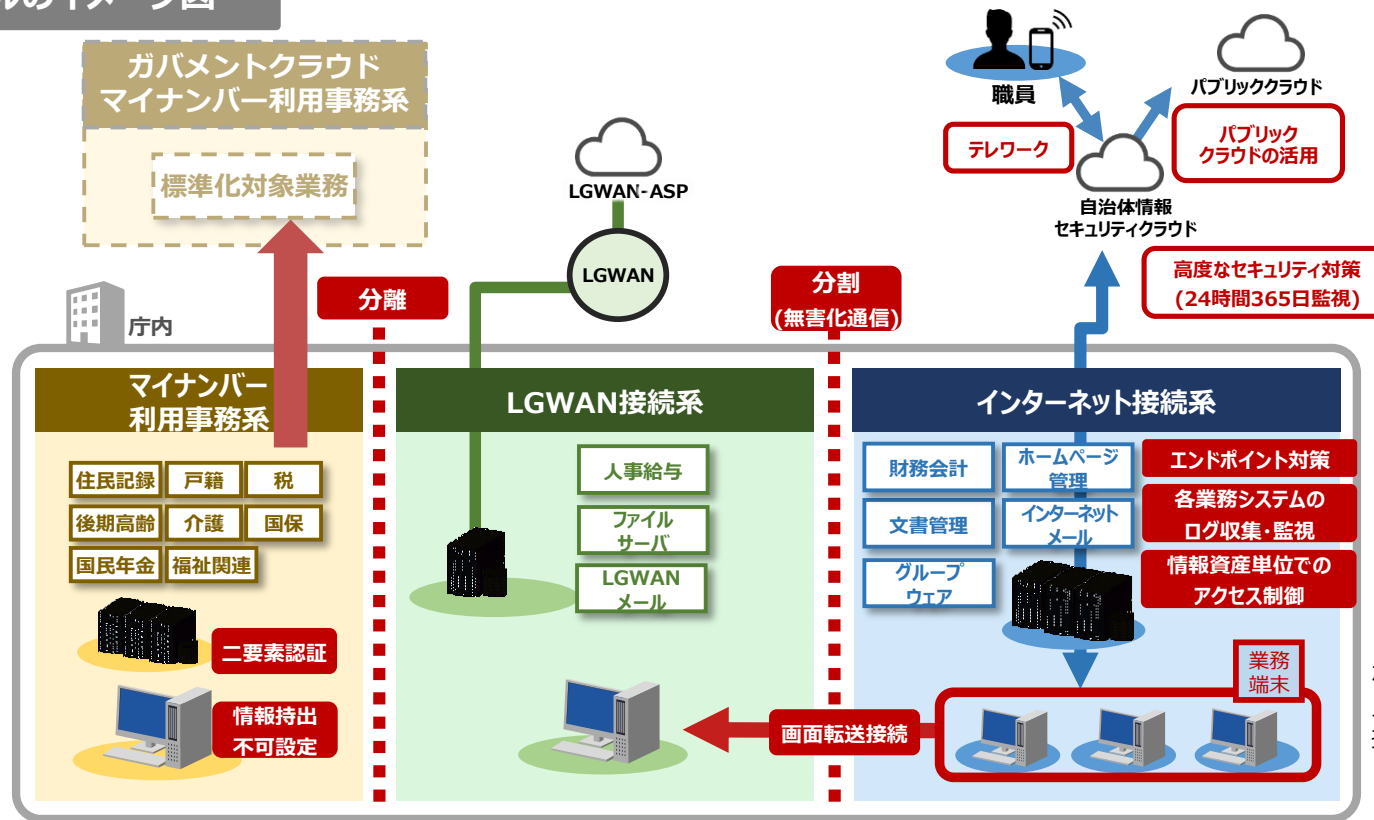 ルのイメージ図
ガバメントクラウド
マイナンバー利用事務系
標準化対象業務
LGWAN-ASP
LGWAN
職員
テレワーク
パブリッククラウド
パブリック
クラウドの活用
自治体情報
セキュリティクラウド
高度なセキュリティ対策
(24時間365日監視)
庁内
分離
分割
(無害化通信)
マイナンバー
利用事務系
住民記録
戸籍
税
後期高齢
介護
国保
国民年金
福祉関連
二要素認証
情報持出
不可設定
LGWAN接続系
人事給与
ファイル
サーバ
LGWAN
メール
画面転送接続
インターネット接続系
財務会計
ホームページ
管理
文書管理
インターネット
メール
グループ
ウェア
エンドポイント対策
各業務システムの
ログ収集・監視
情報資産単位での
アクセス制御
業務
端末